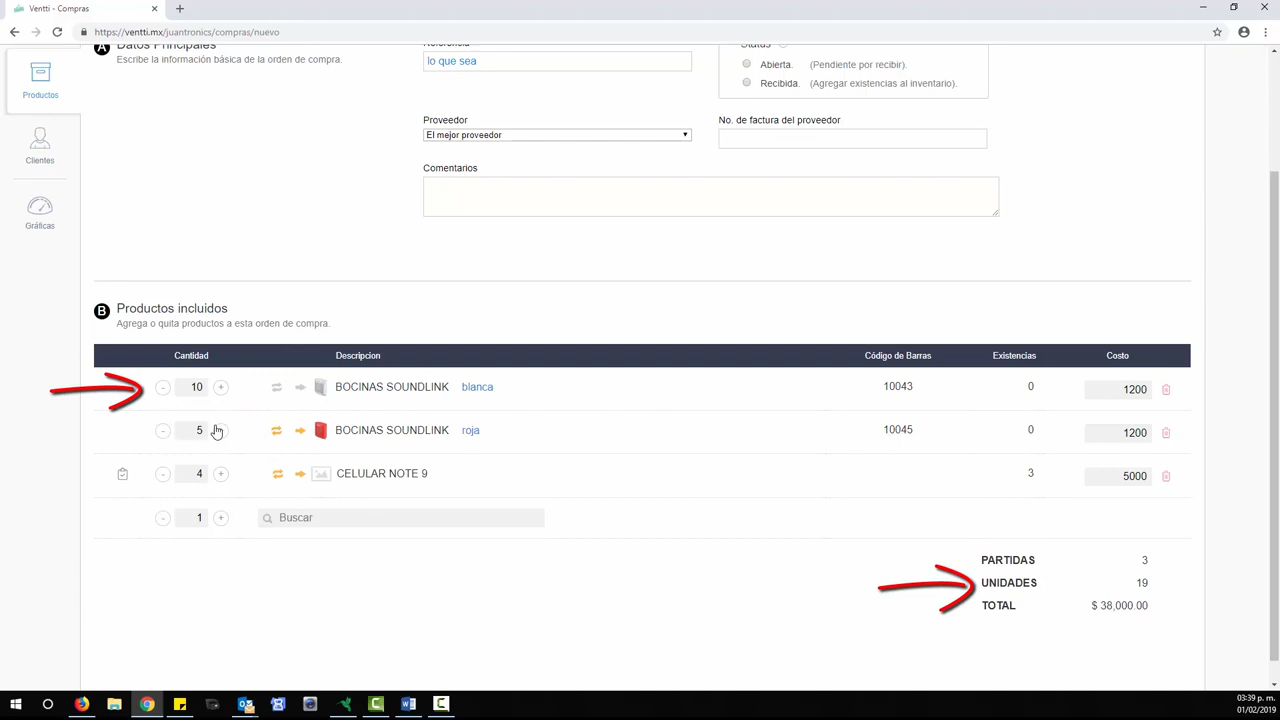 Ventti - Compras
https://ventti.mx/juantronics/compras/nuevo
Productos
Clientes
Gráficas
A Datos Principales
Escribe la información básica de la orden de compra.
Referencia
lo que sea
Status
Abierta. (Pendiente por recibir).
Recibida. (Agregar existencias al inventario).
Proveedor
El mejor proveedor
No. de factura del proveedor
Comentarios
B Productos incluidos
Agrega o quita productos a esta orden de compra.
Cantidad Descripcion Código de Barras Existencias Costo
- 10 + BOCINAS SOUNDLINK blanca 10043 0 1200
- 5 BOCINAS SOUNDLINK roja 10045 0 1200
- 4 + CELULAR NOTE 9 3 5000
- 1 + Buscar
PARTIDAS 3
UNIDADES 19
TOTAL $ 38,000.00
03:39 p. m.
01/02/2019